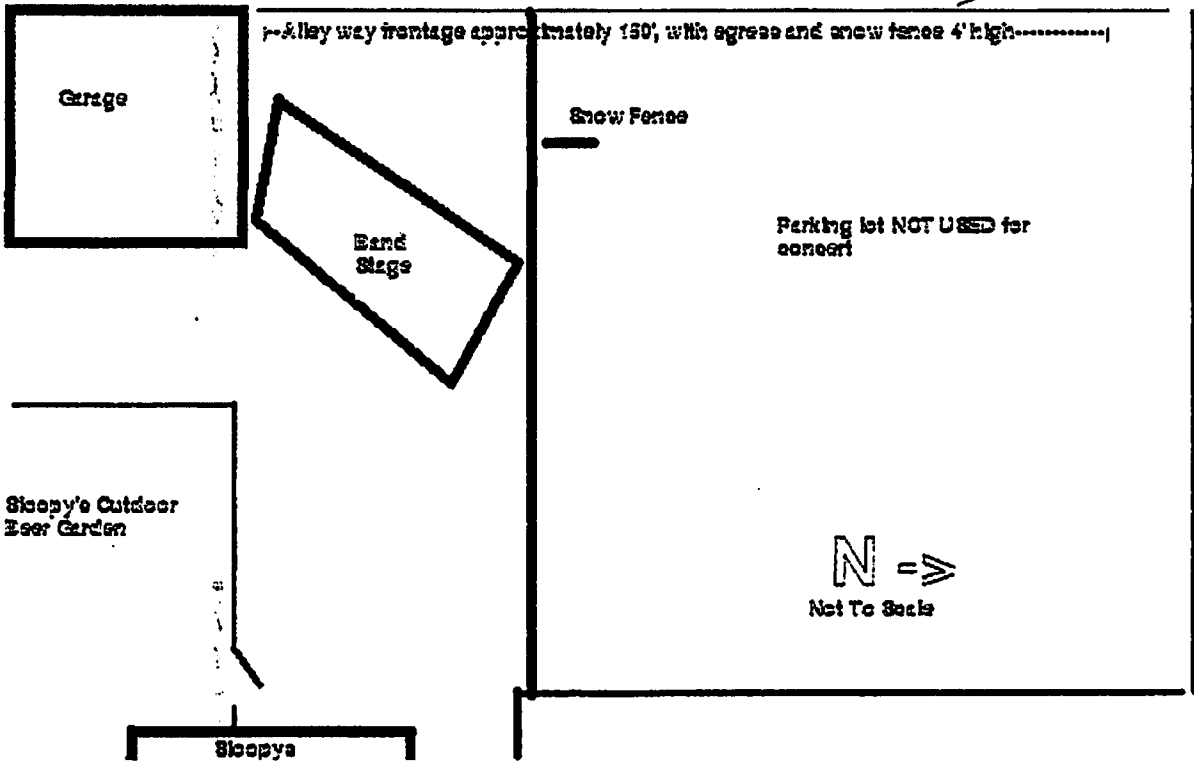 Alley way frontage approximately 150', with egress and snow fence 4' high
Garage
Snow Fence
Parking lot NOT USED for
concert
Band
Stage
Sloopy's Outdoor
Beer Garden
N =>
Not To Scale
Sloopys